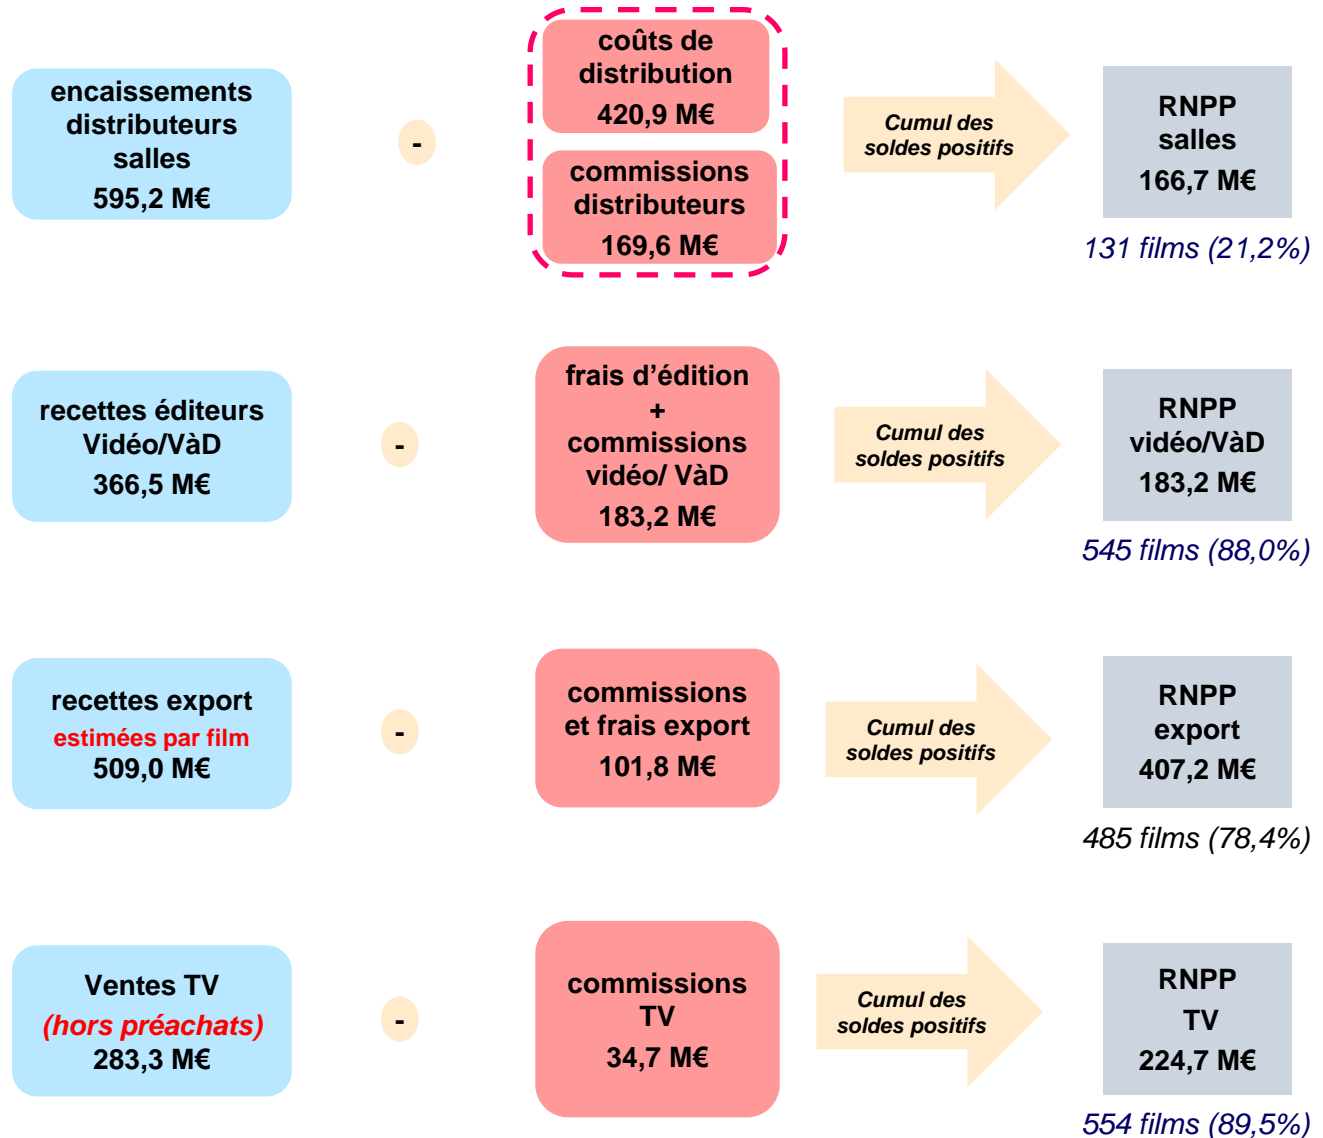 encaissements
distributeurs
salles
595,2 M€
-
coûts de
distribution
420,9 M€
commissions
distributeurs
169,6 M€
Cumul des
soldes positifs
RNPP
salles
166,7 M€
131 films (21,2%)
recettes éditeurs
Vidéo/VàD
366,5 M€
-
frais d’édition
+
commissions
vidéo/ VàD
183,2 M€
Cumul des
soldes positifs
RNPP
vidéo/VàD
183,2 M€
545 films (88,0%)
recettes export
estimées par film
509,0 M€
-
commissions
et frais export
101,8 M€
Cumul des
soldes positifs
RNPP
export
407,2 M€
485 films (78,4%)
Ventes TV
(hors préachats)
283,3 M€
-
commissions
TV
34,7 M€
Cumul des
soldes positifs
RNPP
TV
224,7 M€
554 films (89,5%)